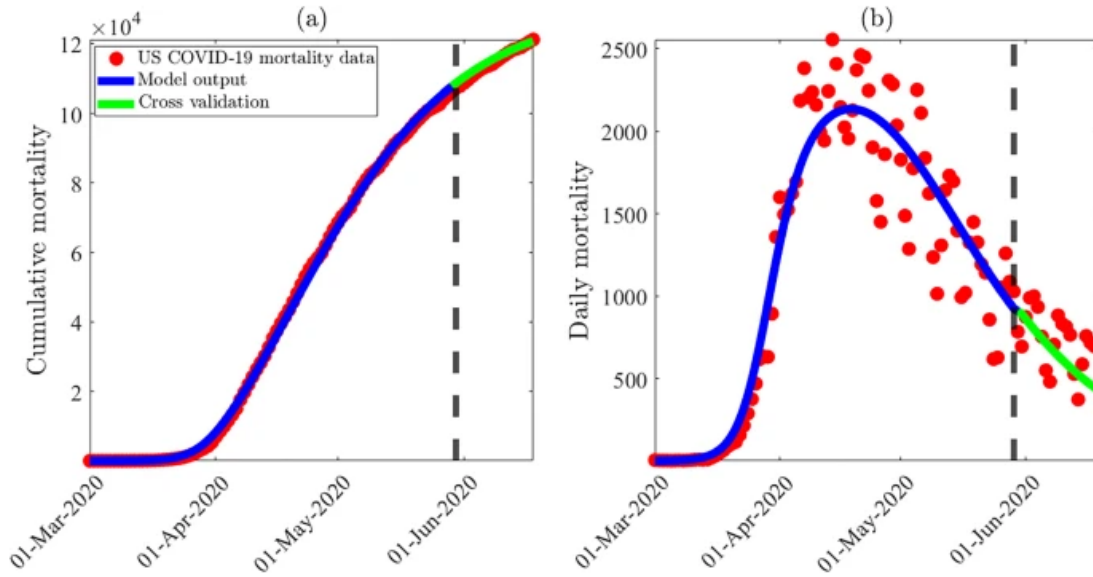 (a)
×10⁴
12
10
8
6
4
2
Cumulative mortality
US COVID-19 mortality data
Model output
Cross validation
01-Mar-2020
01-Apr-2020
01-May-2020
01-Jun-2020
(b)
2500
2000
1500
1000
500
Daily mortality
01-Mar-2020
01-Apr-2020
01-May-2020
01-Jun-2020